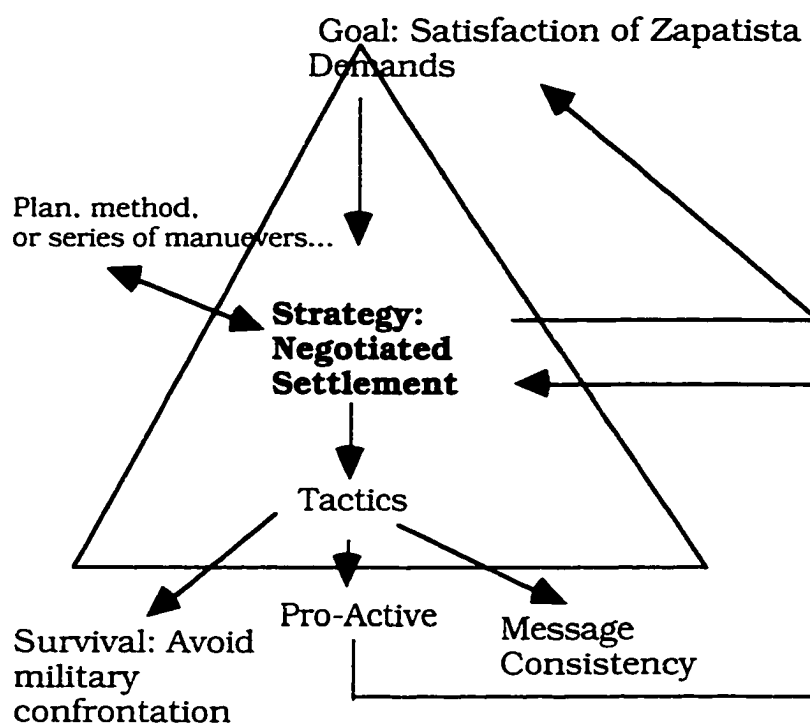 Goal: Satisfaction of Zapatista
Demands
Plan, method,
or series of manuevers...
Strategy:
Negotiated
Settlement
Tactics
Survival: Avoid
military
confrontation
Pro-Active
Message
Consistency